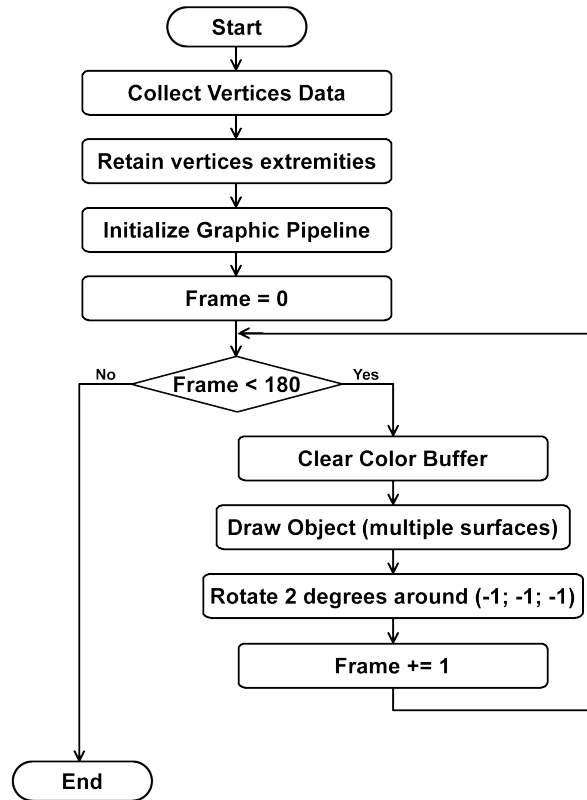 Start
Collect Vertices Data
Retain vertices extremities
Initialize Graphic Pipeline
Frame = 0
Frame < 180
No
Yes
Clear Color Buffer
Draw Object (multiple surfaces)
Rotate 2 degrees around (-1; -1; -1)
Frame += 1
End